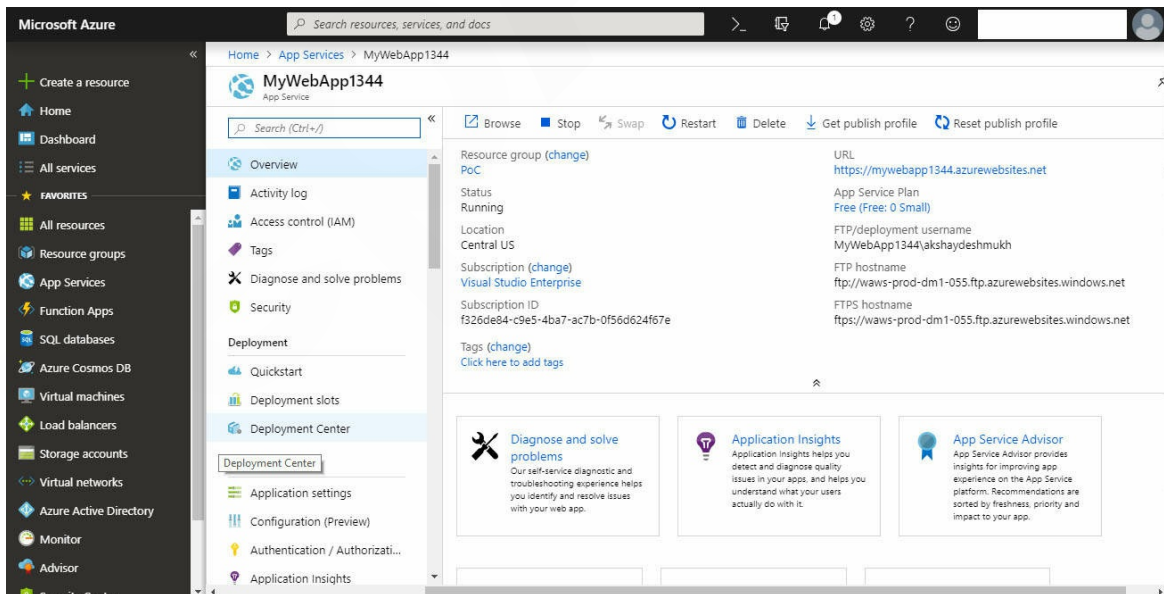 Microsoft Azure
Search resources, services, and docs
1
Create a resource
Home
Dashboard
All services
FAVORITES
All resources
Resource groups
App Services
Function Apps
SQL databases
Azure Cosmos DB
Virtual machines
Load balancers
Storage accounts
Virtual networks
Azure Active Directory
Monitor
Advisor
Home > App Services > MyWebApp1344
MyWebApp1344
App Service
Search (Ctrl+/)
Overview
Activity log
Access control (IAM)
Tags
Diagnose and solve problems
Security
Deployment
Quickstart
Deployment slots
Deployment Center
Deployment Center
Application settings
Configuration (Preview)
Authentication / Authorizati...
Application Insights
Browse Stop Swap Restart Delete Get publish profile Reset publish profile
Resource group (change)
PoC
Status
Running
Location
Central US
Subscription (change)
Visual Studio Enterprise
Subscription ID
f326de84-c9e5-4ba7-ac7b-0f56d624f67e
Tags (change)
Click here to add tags
URL
https://mywebapp1344.azurewebsites.net
App Service Plan
Free (Free: 0 Small)
FTP/deployment username
MyWebApp1344\akshaydeshmukh
FTP hostname
ftp://waws-prod-dm1-055.ftp.azurewebsites.windows.net
FTPS hostname
ftps://waws-prod-dm1-055.ftp.azurewebsites.windows.net
Diagnose and solve
problems
Our self-service diagnostic and
troubleshooting experience helps
you identify and resolve issues
with your web app.
Application Insights
Application Insights helps you
detect and diagnose quality
issues in your apps, and helps you
understand what your users
actually do with it.
App Service Advisor
App Service Advisor provides
insights for improving app
experience on the App Service
platform. Recommendations are
sorted by freshness, priority and
impact to your app.